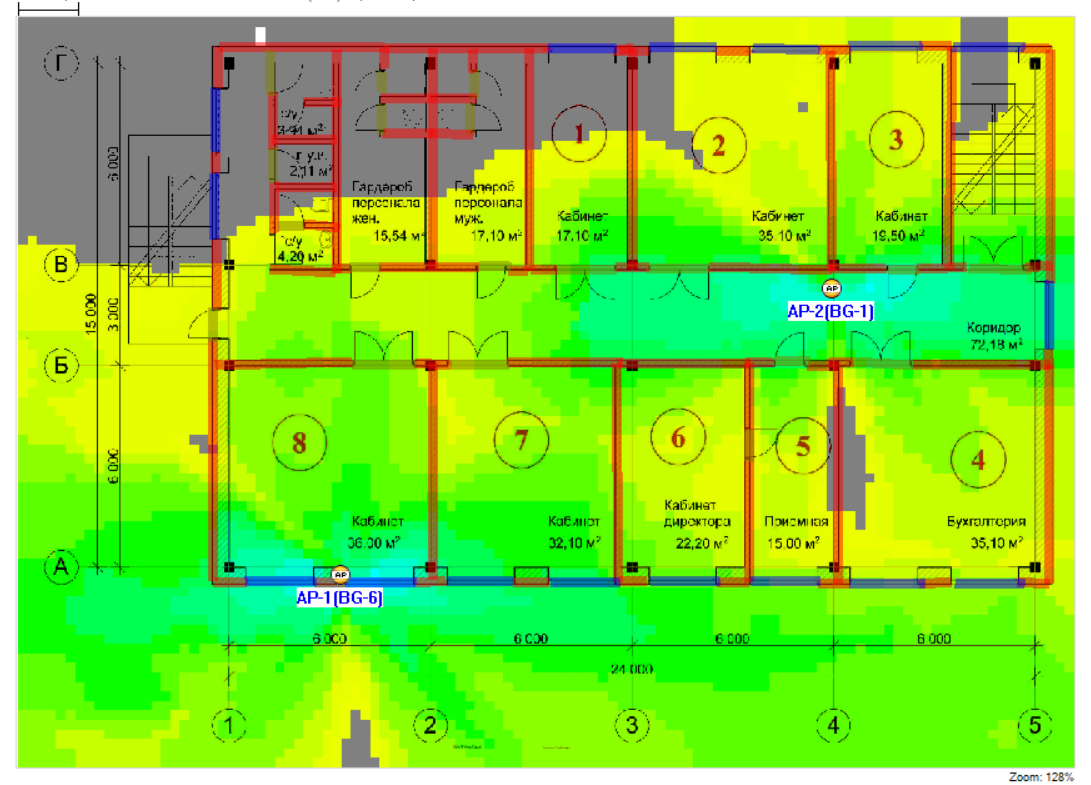 Г
1
2
3
с/у
3,44 м²
2,11 м²
Гардероб
персонала
жен.
15,54 м²
Гардероб
персонала
муж.
17,10 м²
Кабинет
17,10 м²
Кабинет
35,10 м²
Кабинет
19,50 м²
с/у
4,20 м²
6 000
В
AP
AP-2(BG-1)
15 000
3 000
Коридор
72,18 м²
Б
8
7
6
5
4
6 000
Кабинет
36,00 м²
Кабинет
32,10 м²
Кабинет
директора
22,20 м²
Приемная
15,00 м²
Бухгалтория
35,10 м²
А
AP
AP-1(BG-6)
6 000
6 000
6 000
6 000
24 000
1
2
3
4
5
Zoom: 128%